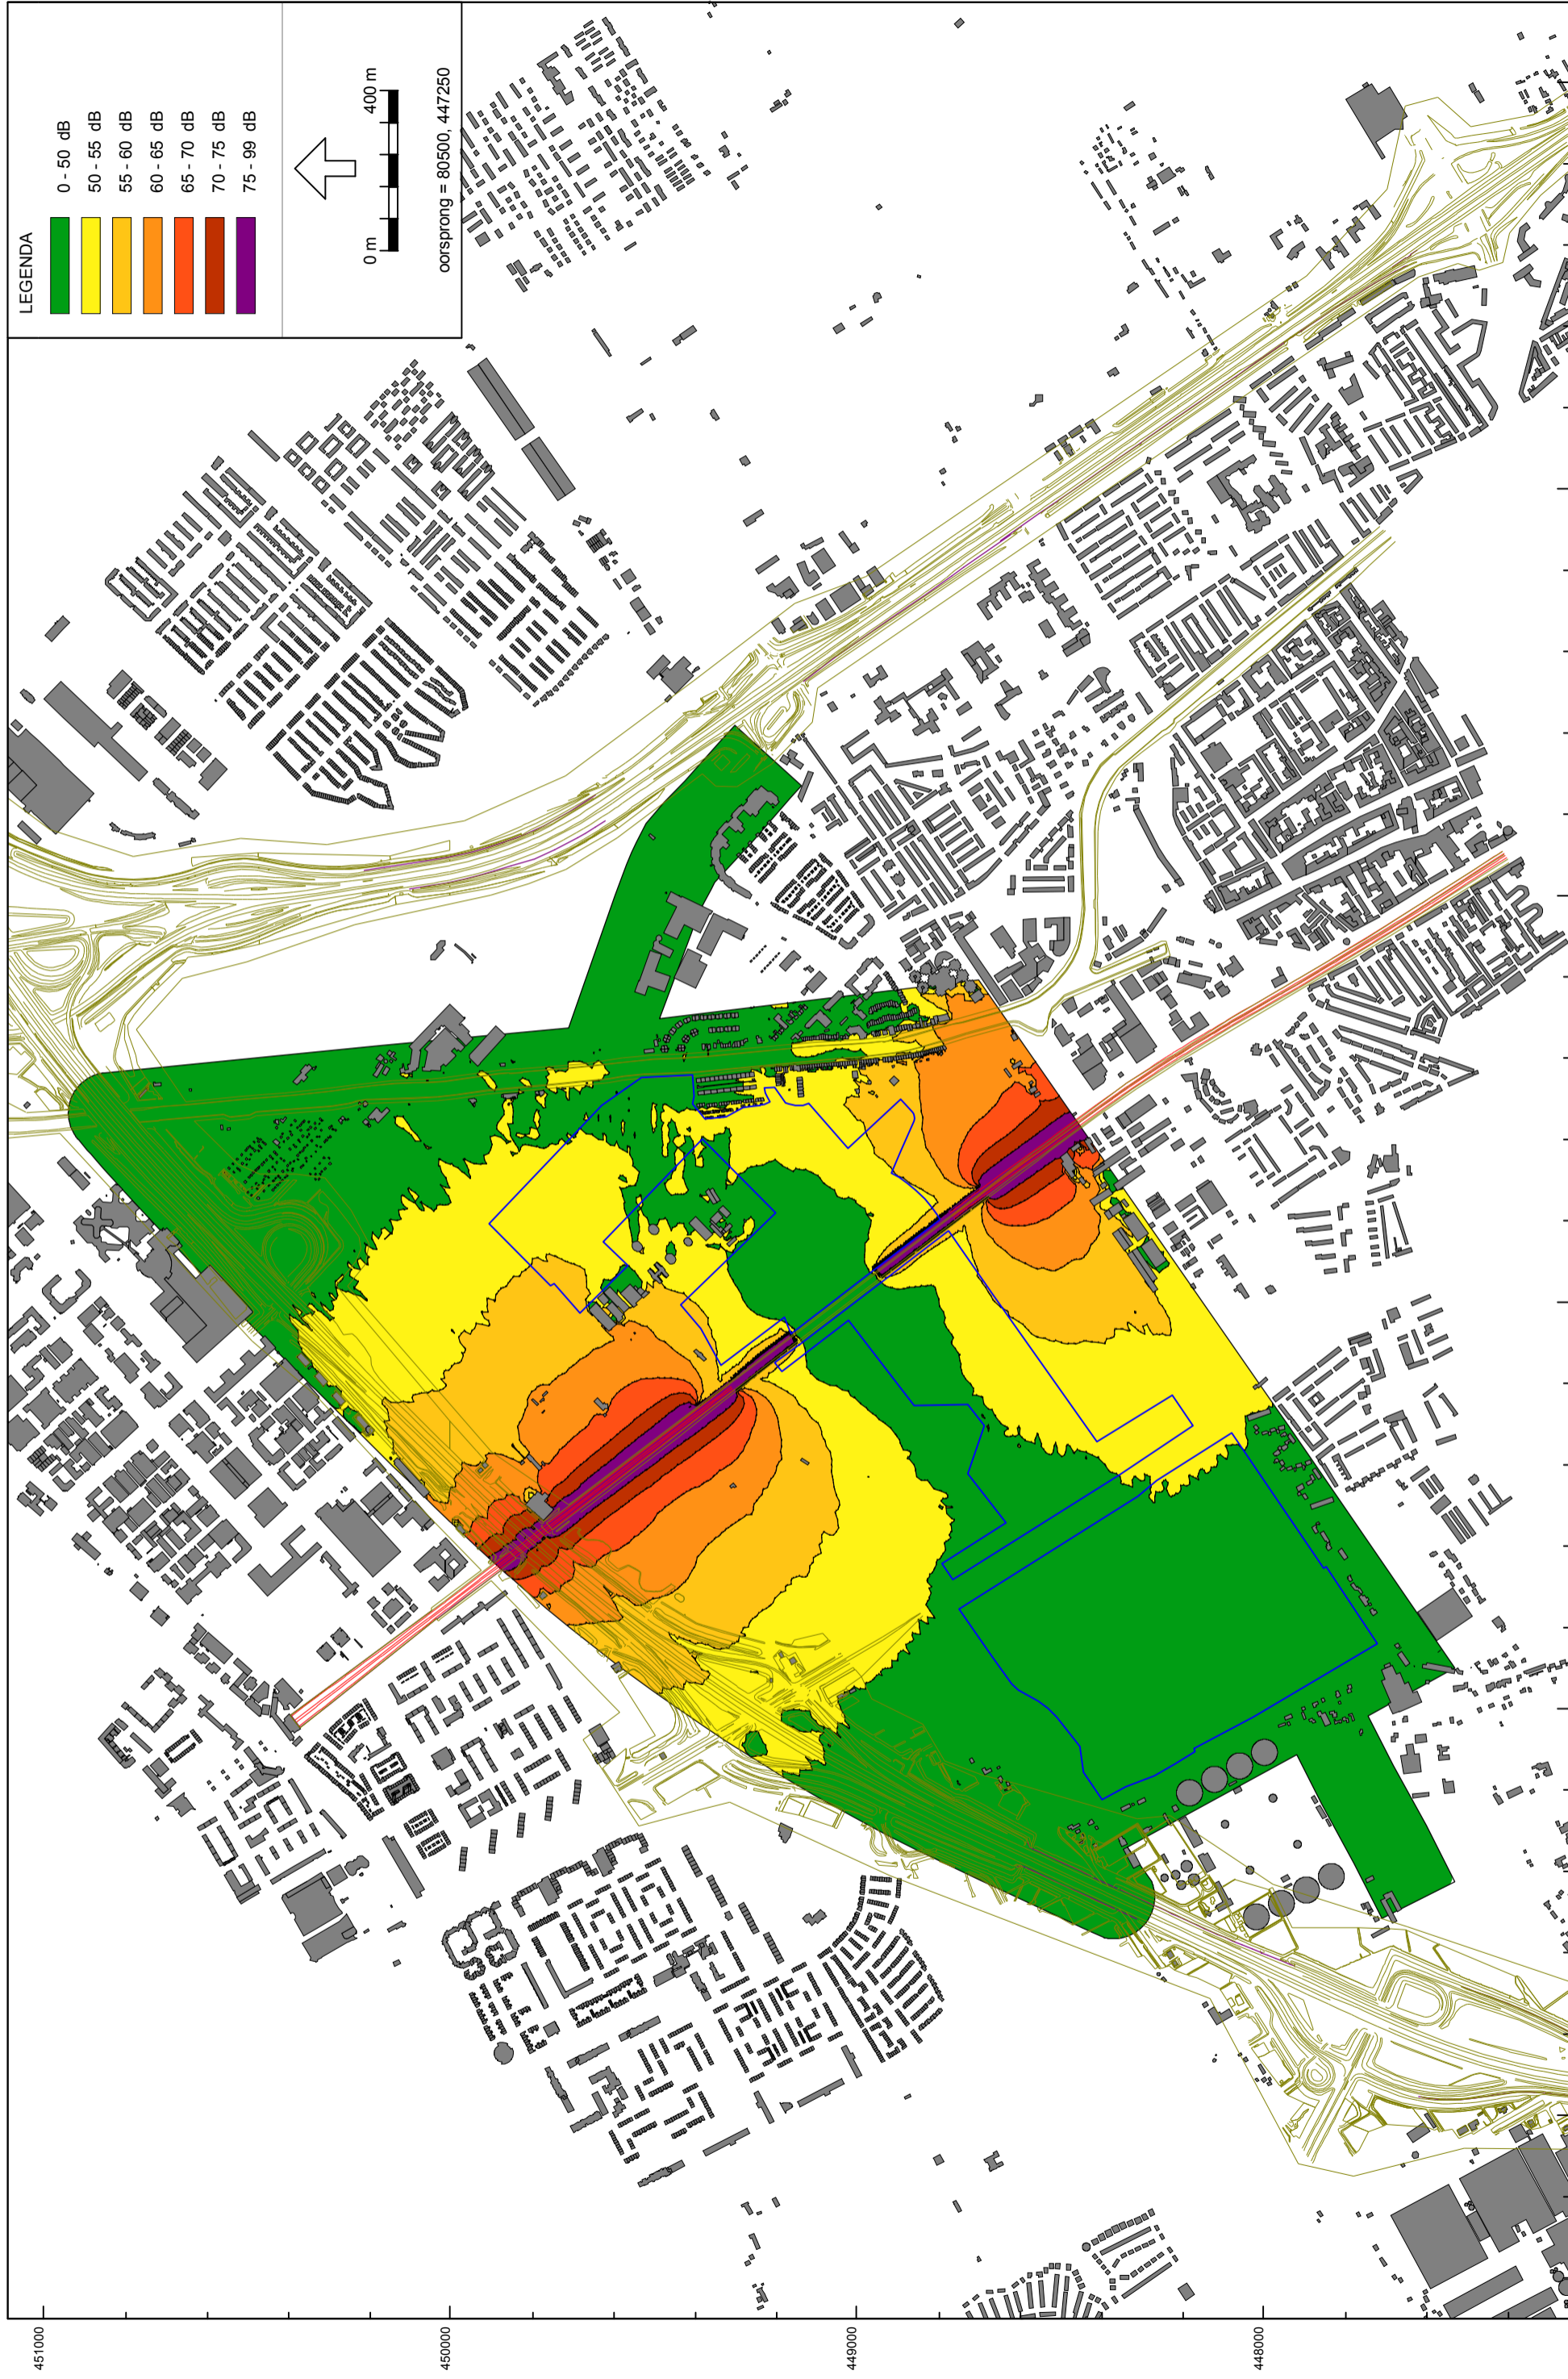 LEGENDA
0 - 50 dB
50 - 55 dB
55 - 60 dB
60 - 65 dB
65 - 70 dB
70 - 75 dB
75 - 99 dB
0 m
400 m
oorsprong = 80500, 447250
451000
450000
449000
448000